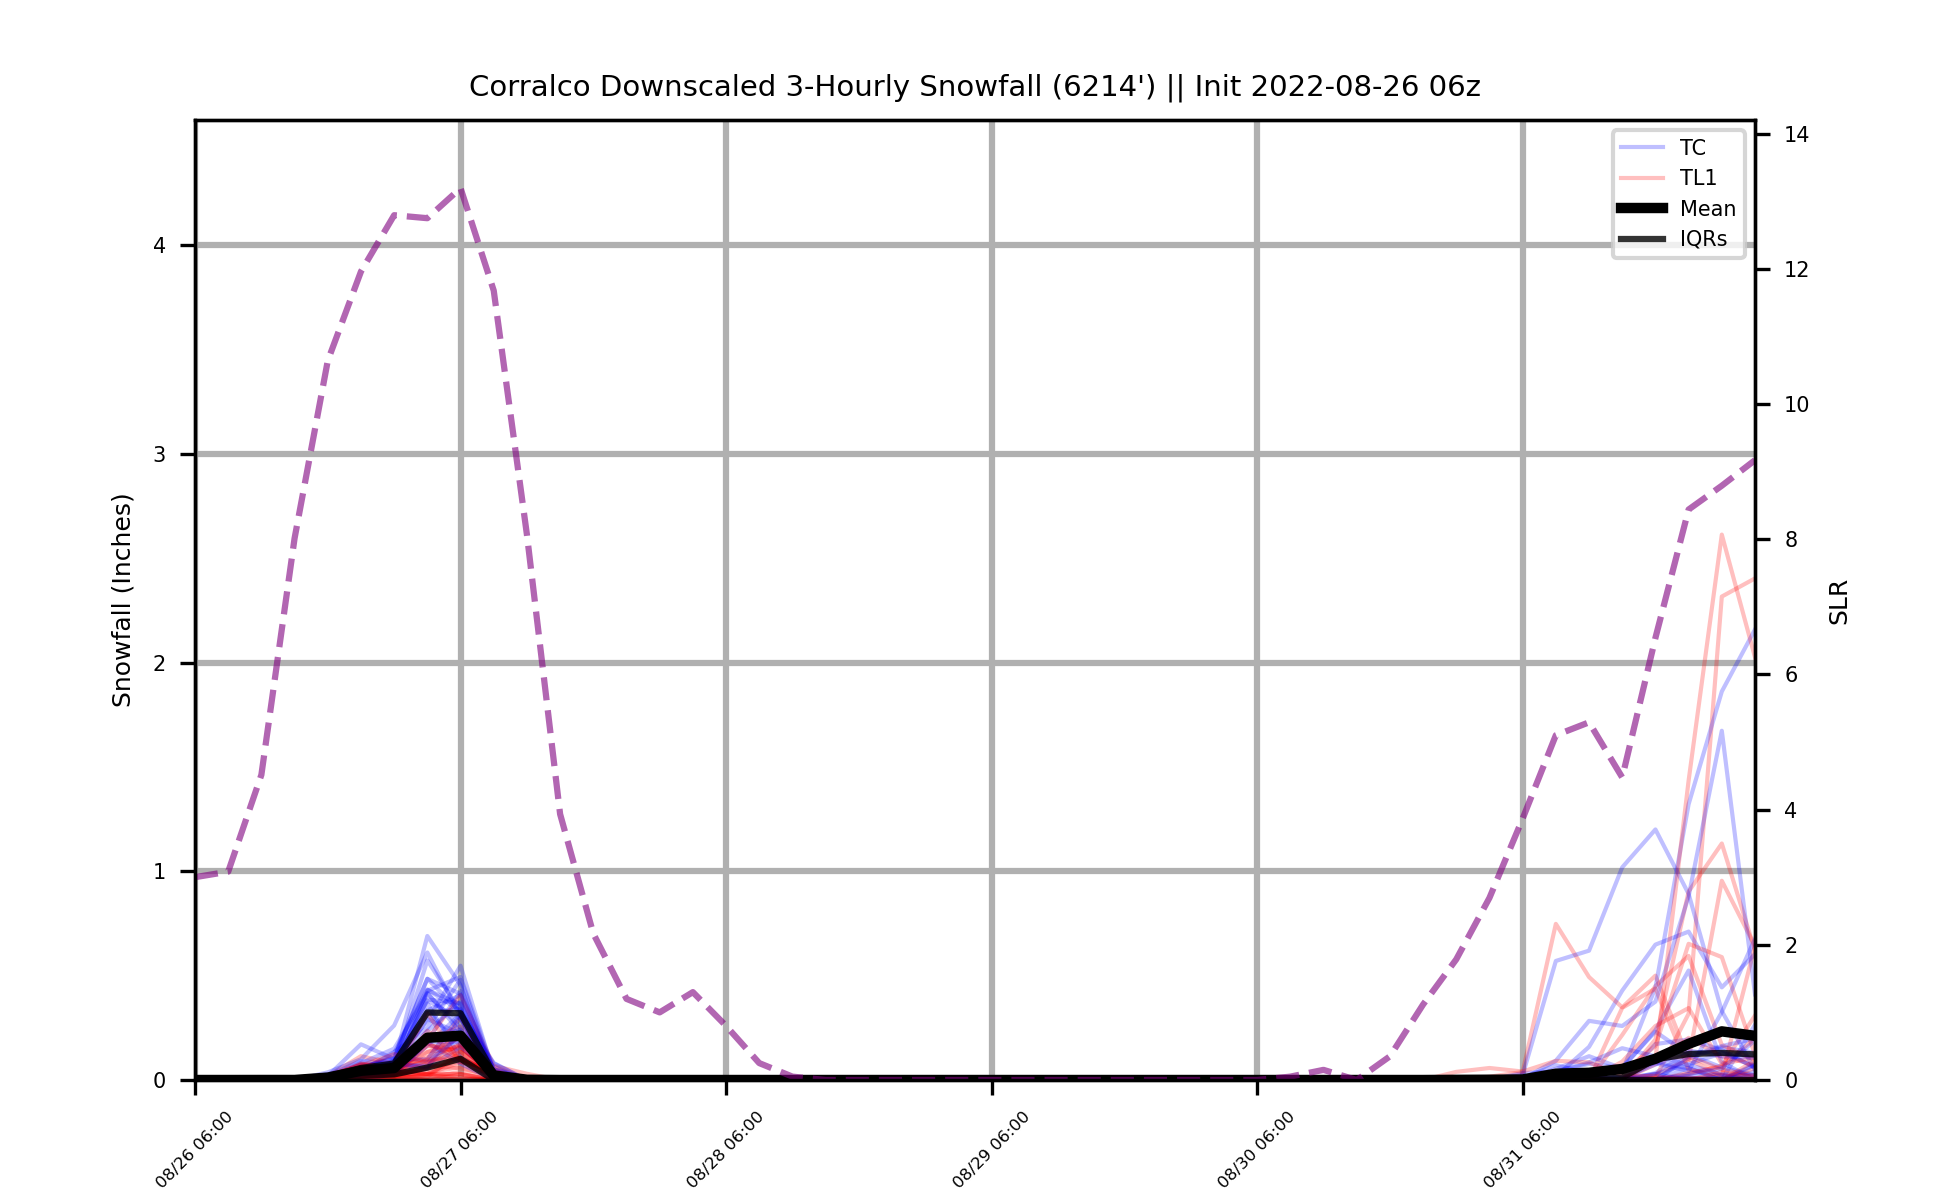 Corralco Downscaled 3-Hourly Snowfall (6214') || Init 2022-08-26 06z
TC
TL1
Mean
IQRs
Snowfall (Inches)
4
3
2
1
0
14
12
10
8
6
4
2
0
SLR
08/26 06:00
08/27 06:00
08/28 06:00
08/29 06:00
08/30 06:00
08/31 06:00